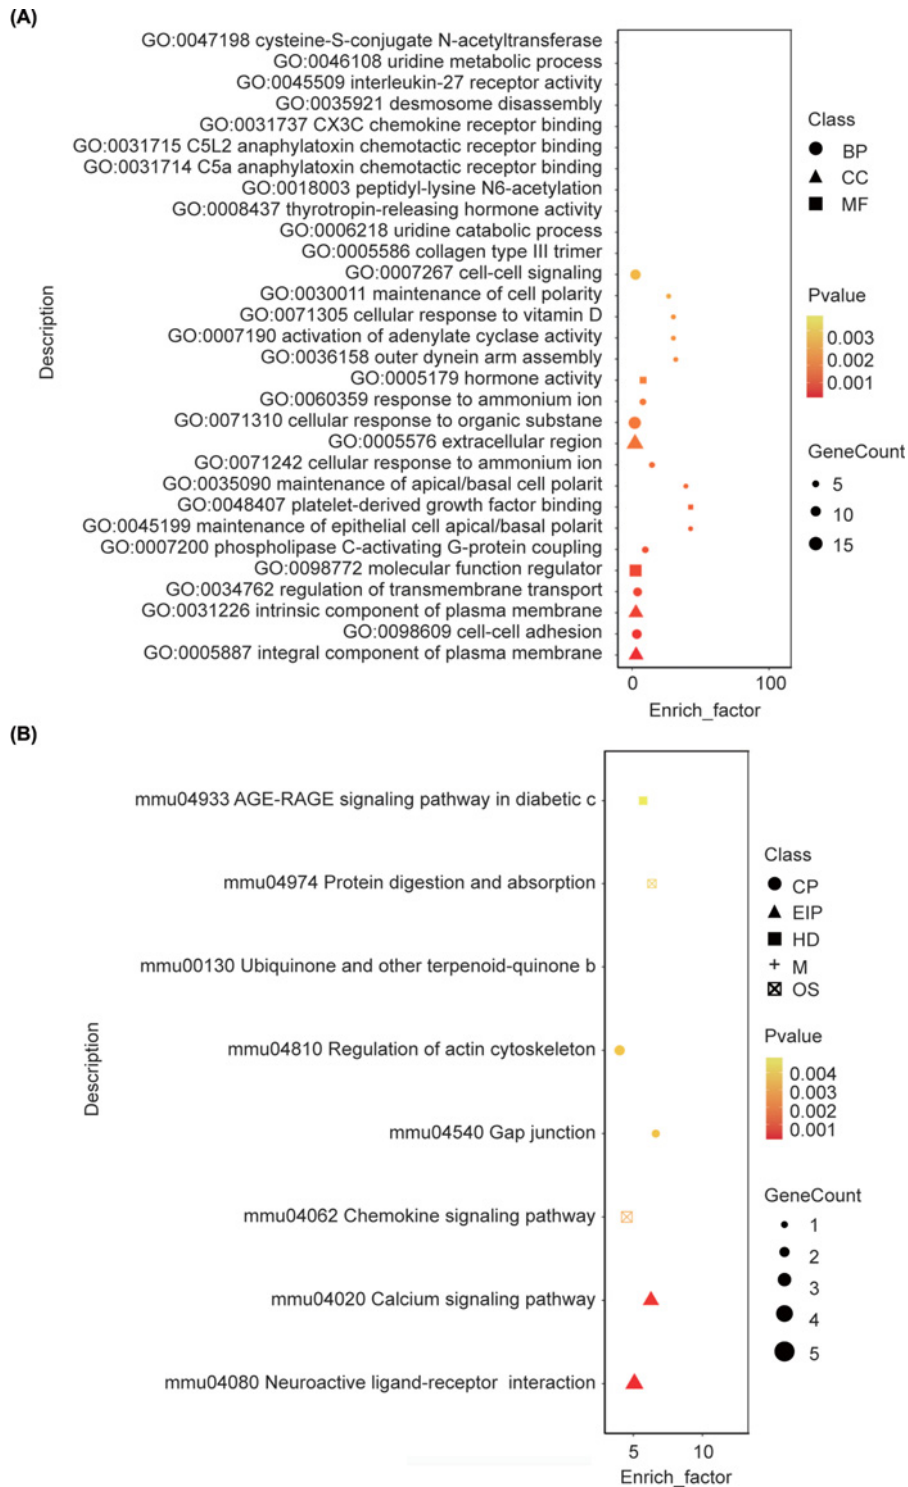 (A)
GO:0047198 cysteine-S-conjugate N-acetyltransferase
GO:0046108 uridine metabolic process
GO:0045509 interleukin-27 receptor activity
GO:0035921 desmosome disassembly
GO:0031737 CX3C chemokine receptor binding
GO:0031715 C5L2 anaphylatoxin chemotactic receptor binding
GO:0031714 C5a anaphylatoxin chemotactic receptor binding
GO:0018003 peptidyl-lysine N6-acetylation
GO:0008437 thyrotropin-releasing hormone activity
GO:0006218 uridine catabolic process
GO:0005586 collagen type III trimer
GO:0007267 cell-cell signaling
GO:0030011 maintenance of cell polarity
GO:0071305 cellular response to vitamin D
GO:0007190 activation of adenylate cyclase activity
GO:0036158 outer dynein arm assembly
GO:0005179 hormone activity
GO:0060359 response to ammonium ion
GO:0071310 cellular response to organic substane
GO:0005576 extracellular region
GO:0071242 cellular response to ammonium ion
GO:0035090 maintenance of apical/basal cell polarit
GO:0048407 platelet-derived growth factor binding
GO:0045199 maintenance of epithelial cell apical/basal polarit
GO:0007200 phospholipase C-activating G-protein coupling
GO:0098772 molecular function regulator
GO:0034762 regulation of transmembrane transport
GO:0031226 intrinsic component of plasma membrane
GO:0098609 cell-cell adhesion
GO:0005887 integral component of plasma membrane
Description
0 100
Enrich_factor
Class
BP
CC
MF
Pvalue
0.003
0.002
0.001
GeneCount
5
10
15
(B)
mmu04933 AGE-RAGE signaling pathway in diabetic c
mmu04974 Protein digestion and absorption
mmu00130 Ubiquinone and other terpenoid-quinone b
mmu04810 Regulation of actin cytoskeleton
mmu04540 Gap junction
mmu04062 Chemokine signaling pathway
mmu04020 Calcium signaling pathway
mmu04080 Neuroactive ligand-receptor interaction
Description
5 10
Enrich_factor
Class
CP
EIP
HD
M
OS
Pvalue
0.004
0.003
0.002
0.001
GeneCount
1
2
3
4
5